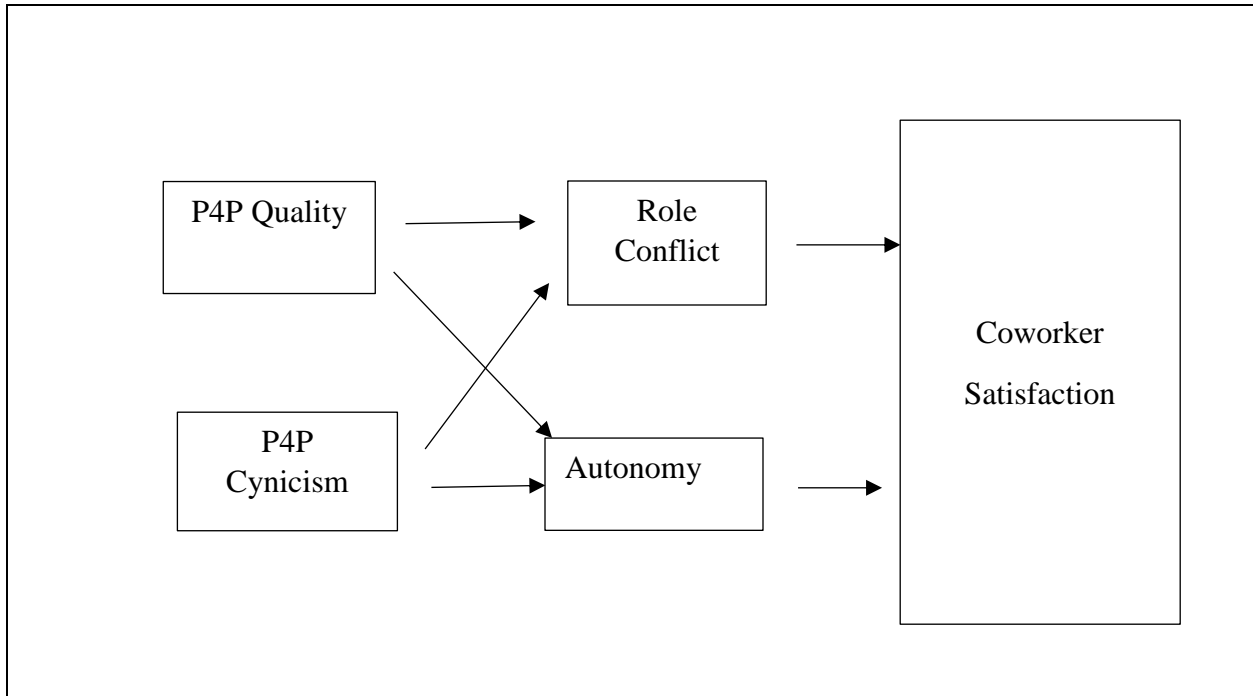 P4P Quality
Role
Conflict
P4P
Cynicism
Autonomy
Coworker
Satisfaction